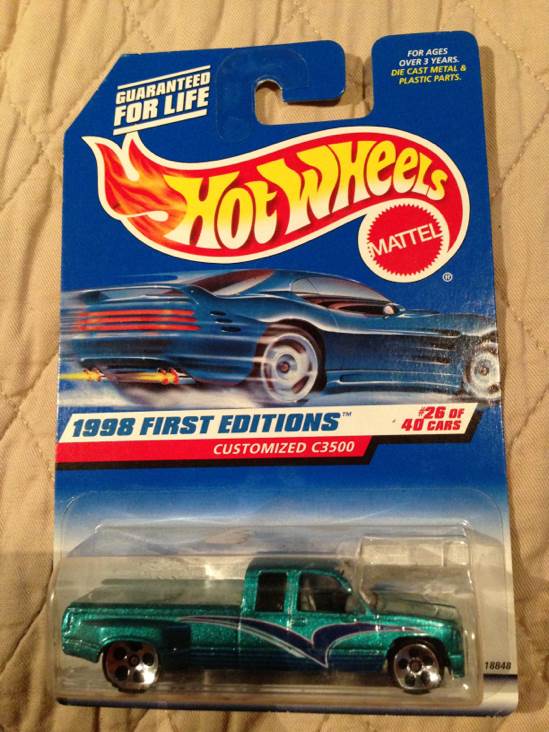 GUARANTEED
FOR LIFE
FOR AGES
OVER 3 YEARS.
DIE CAST METAL &
PLASTIC PARTS.
HOT WHEELS
MATTEL
®
1998 FIRST EDITIONS™
#26 OF
40 CARS
CUSTOMIZED C3500
18848